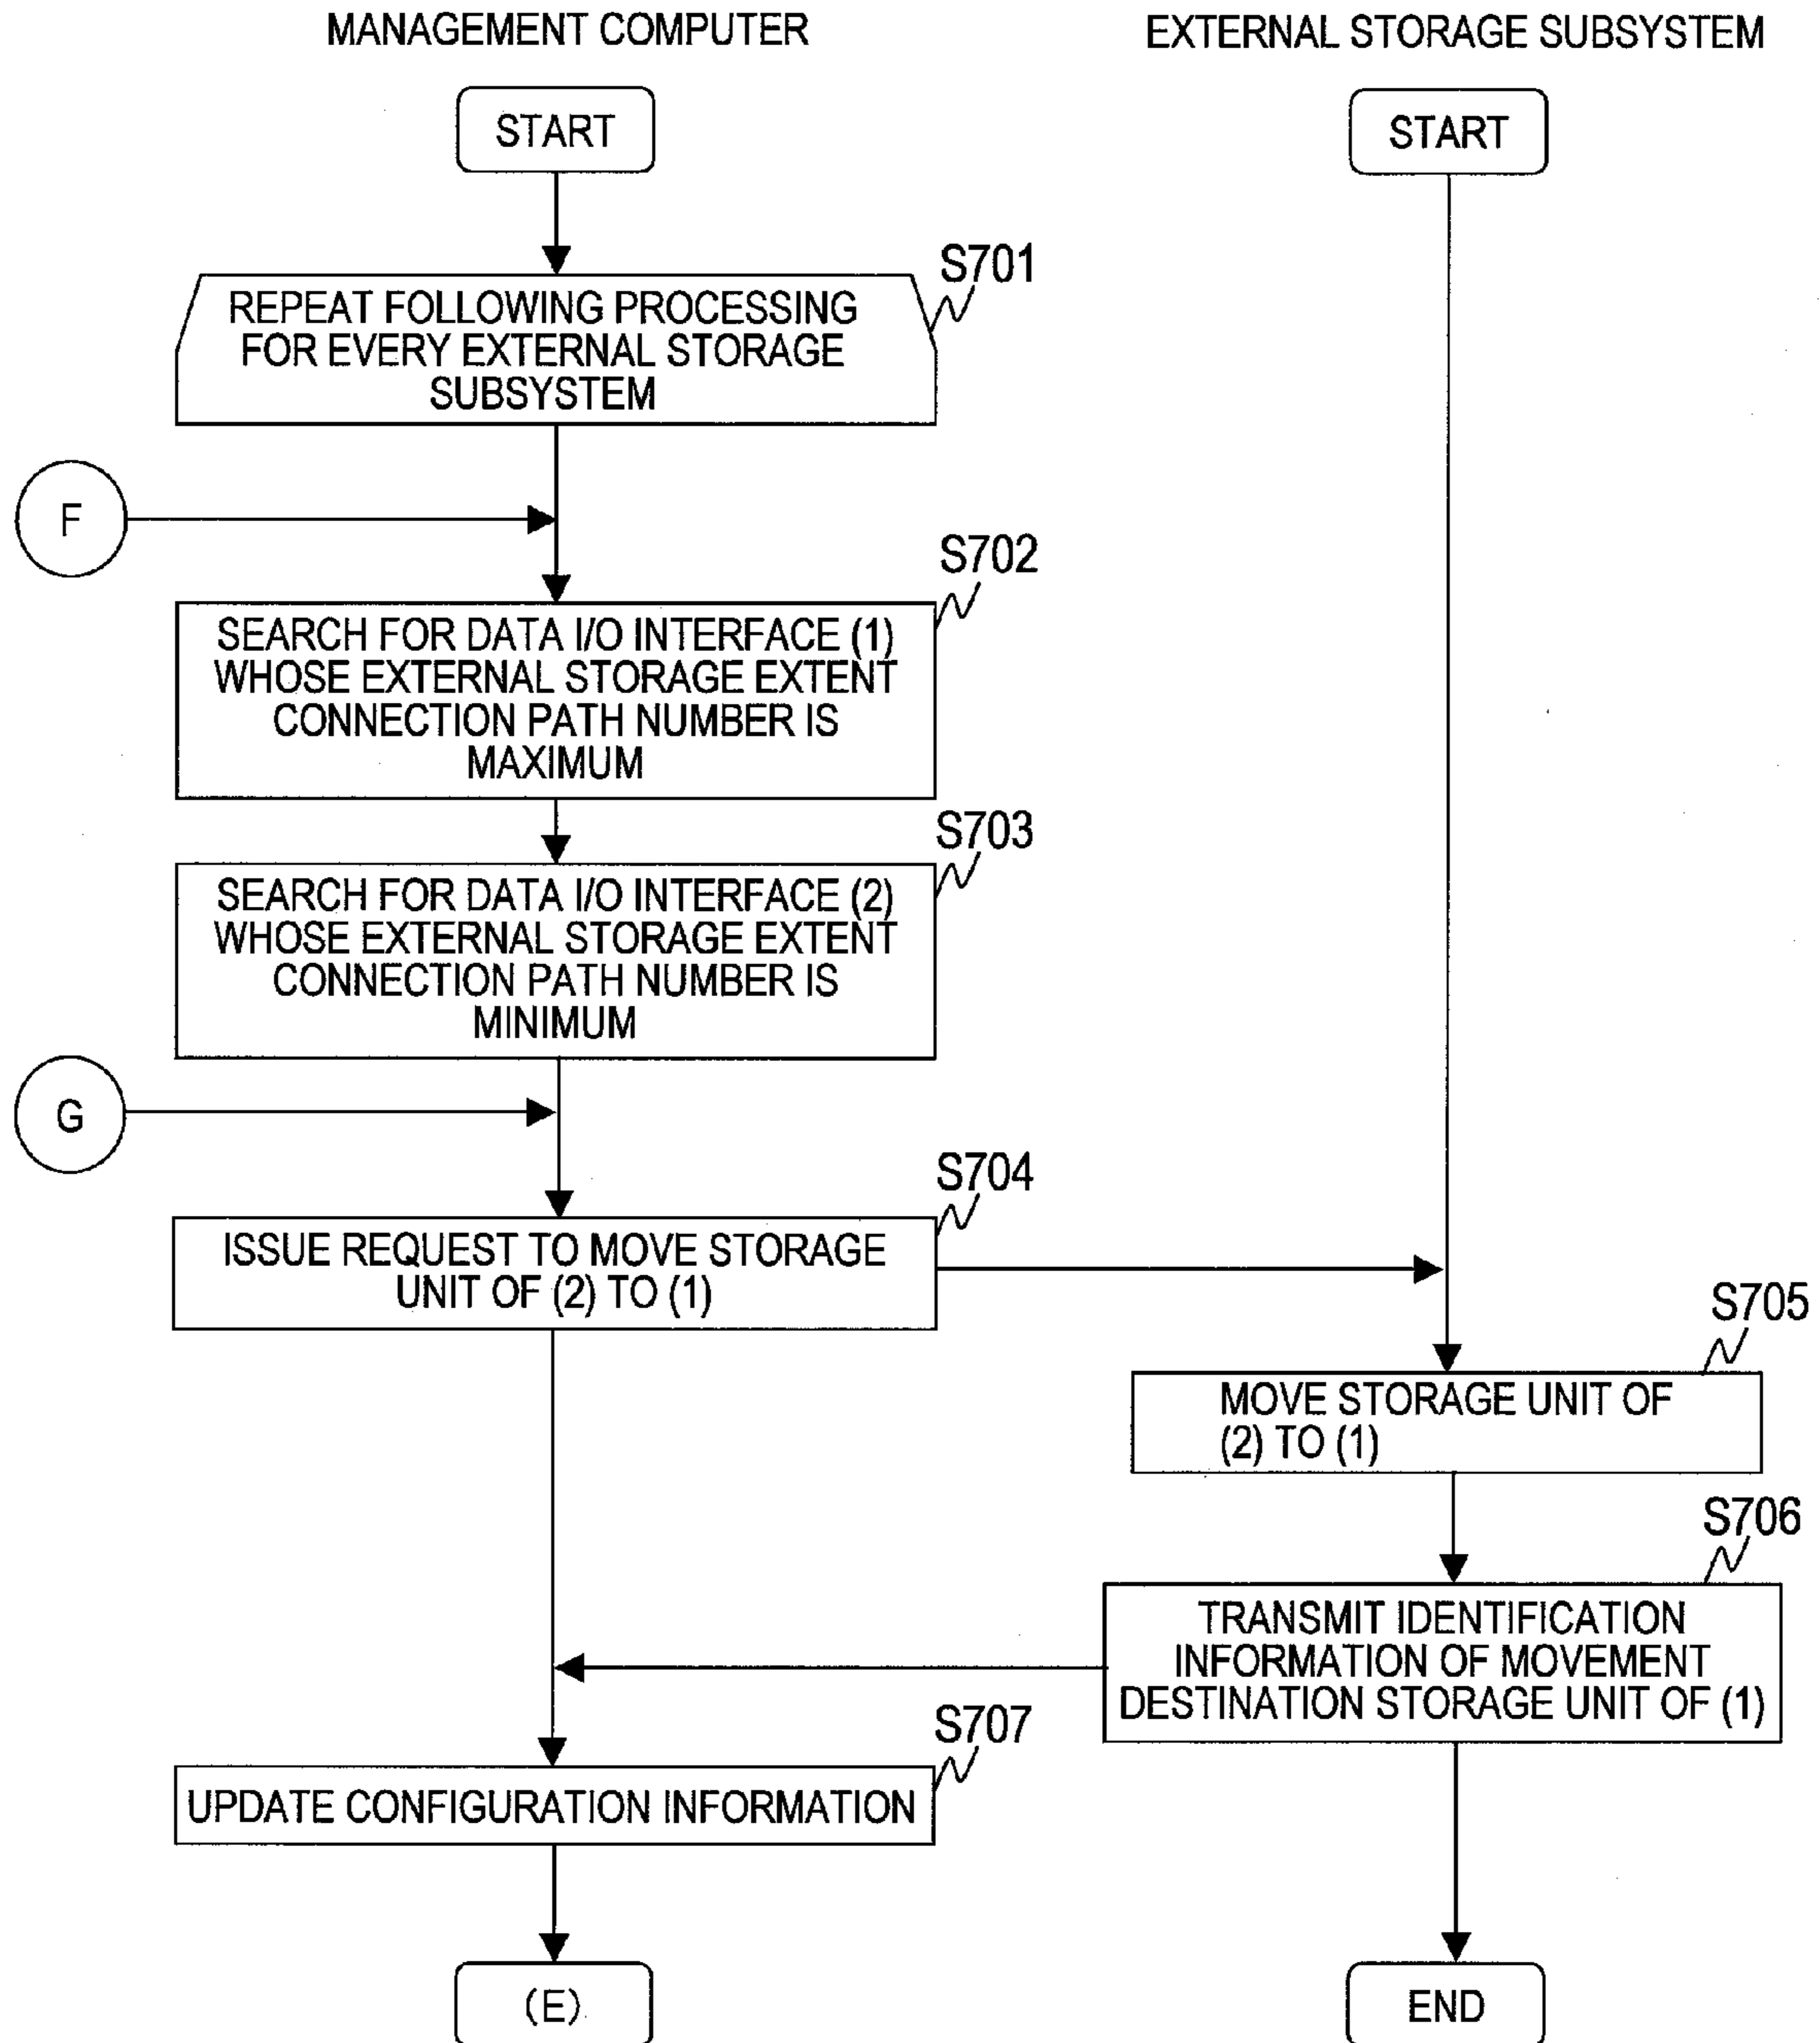 MANAGEMENT COMPUTER
EXTERNAL STORAGE SUBSYSTEM
START
START
S701
REPEAT FOLLOWING PROCESSING
FOR EVERY EXTERNAL STORAGE
SUBSYSTEM
F
S702
SEARCH FOR DATA I/O INTERFACE (1)
WHOSE EXTERNAL STORAGE EXTENT
CONNECTION PATH NUMBER IS
MAXIMUM
S703
SEARCH FOR DATA I/O INTERFACE (2)
WHOSE EXTERNAL STORAGE EXTENT
CONNECTION PATH NUMBER IS
MINIMUM
G
S704
ISSUE REQUEST TO MOVE STORAGE
UNIT OF (2) TO (1)
S705
MOVE STORAGE UNIT OF
(2) TO (1)
S706
TRANSMIT IDENTIFICATION
INFORMATION OF MOVEMENT
DESTINATION STORAGE UNIT OF (1)
S707
UPDATE CONFIGURATION INFORMATION
(E)
END